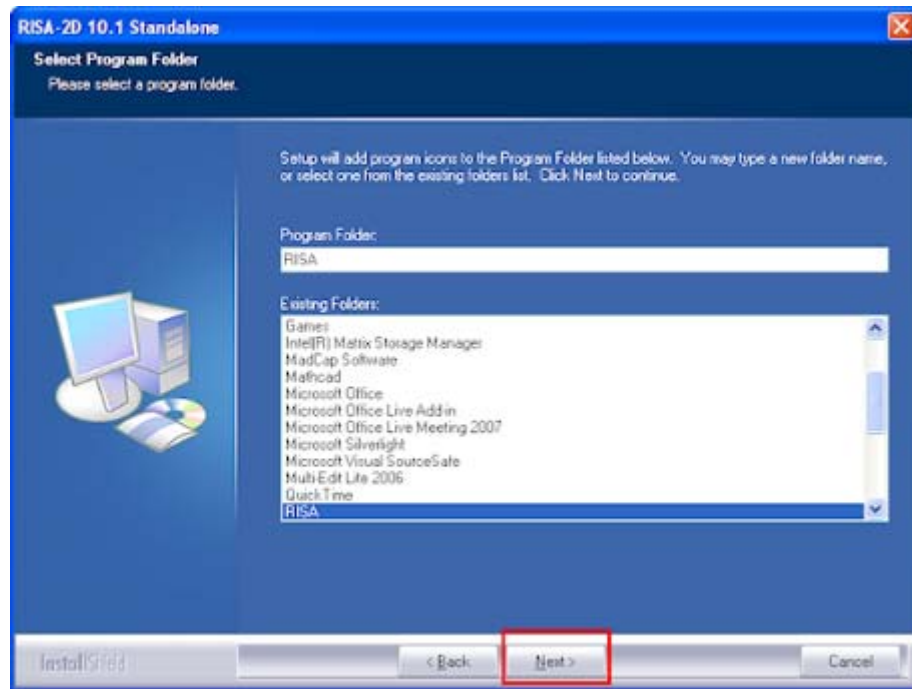 RISA-2D 10.1 Standalone
Select Program Folder
Please select a program folder.
Setup will add program icons to the Program Folder listed below. You may type a new folder name,
or select one from the existing folders list. Click Next to continue.
Program Folder:
RISA
Existing Folders:
Games
Intel(R) Matrix Storage Manager
MadCap Software
Mathcad
Microsoft Office
Microsoft Office Live Add-in
Microsoft Office Live Meeting 2007
Microsoft Silverlight
Microsoft Visual SourceSafe
Multi-Edit Lite 2006
QuickTime
RISA
InstallShield
< Back
Next >
Cancel